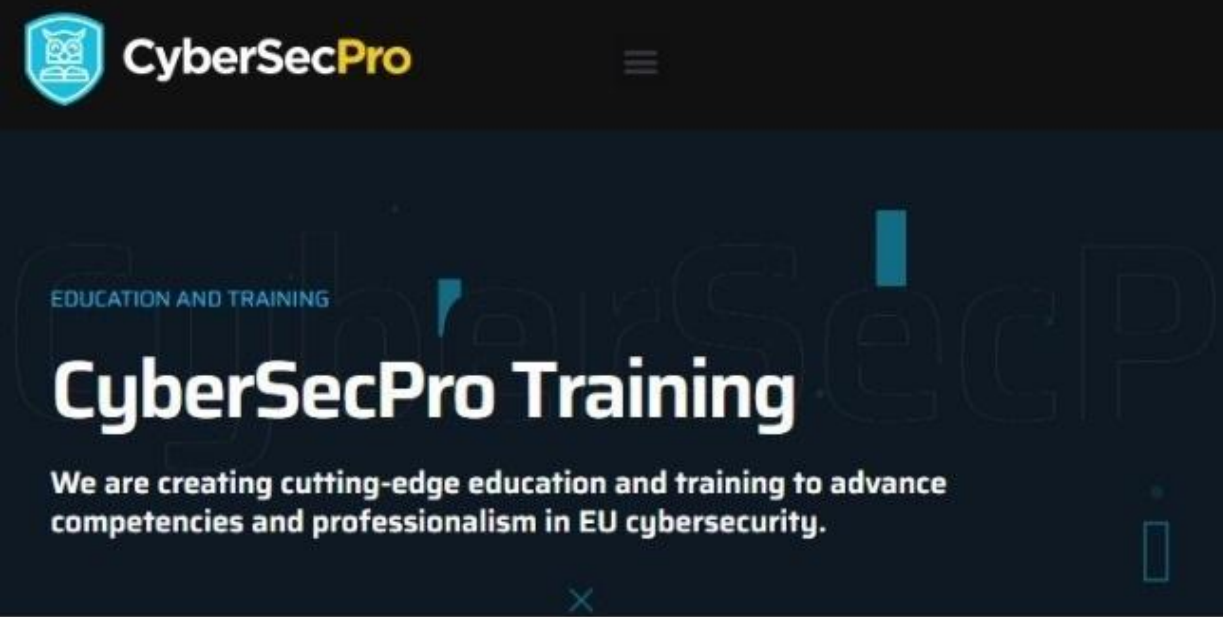 CyberSecPro
EDUCATION AND TRAINING
CyberSecPro Training
We are creating cutting-edge education and training to advance
competencies and professionalism in EU cybersecurity.
CyberSecP